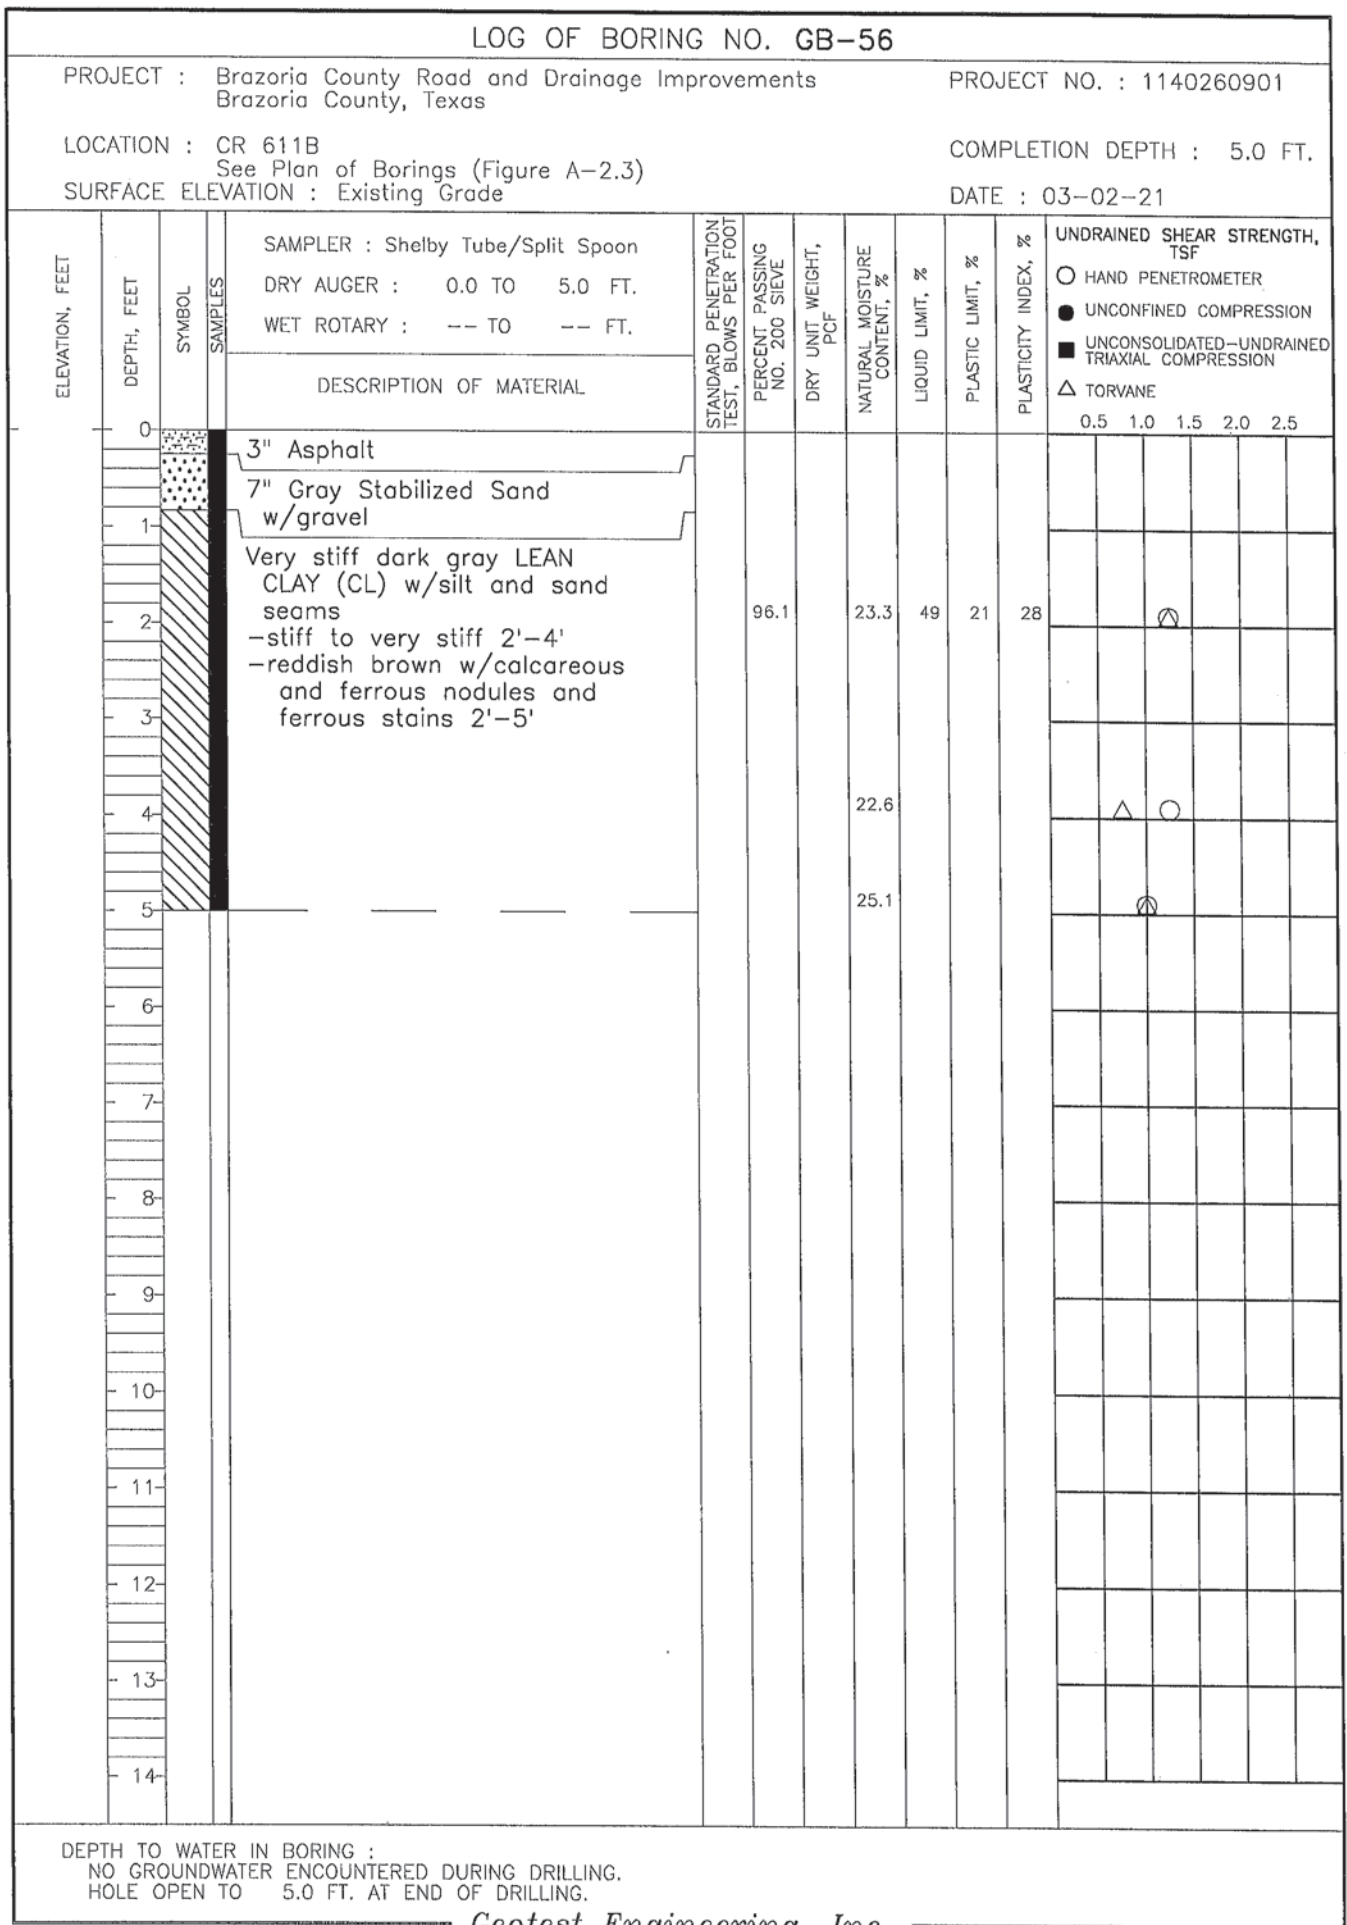 LOG OF BORING NO. GB-56
PROJECT : Brazoria County Road and Drainage Improvements
Brazoria County, Texas
PROJECT NO. : 1140260901
LOCATION : CR 611B
See Plan of Borings (Figure A-2.3)
COMPLETION DEPTH : 5.0 FT.
SURFACE ELEVATION : Existing Grade
DATE : 03-02-21
ELEVATION, FEET
DEPTH, FEET
SYMBOL
SAMPLES
SAMPLER : Shelby Tube/Split Spoon
DRY AUGER : 0.0 TO 5.0 FT.
WET ROTARY : -- TO -- FT.
DESCRIPTION OF MATERIAL
STANDARD PENETRATION
TEST, BLOWS PER FOOT
PERCENT PASSING
NO. 200 SIEVE
DRY UNIT WEIGHT,
PCF
NATURAL MOISTURE
CONTENT, %
LIQUID LIMIT, %
PLASTIC LIMIT, %
PLASTICITY INDEX, %
UNDRAINED SHEAR STRENGTH,
TSF
HAND PENETROMETER
UNCONFINED COMPRESSION
UNCONSOLIDATED-UNDRAINED
TRIAXIAL COMPRESSION
TORVANE
0.5 1.0 1.5 2.0 2.5
0
3" Asphalt
7" Gray Stabilized Sand
w/gravel
1
Very stiff dark gray LEAN
CLAY (CL) w/silt and sand
seams
2
96.1 23.3 49 21 28
-stiff to very stiff 2'-4'
-reddish brown w/calcareous
and ferrous nodules and
ferrous stains 2'-5'
3
4
22.6
5
25.1
6
7
8
9
10
11
12
13
14
DEPTH TO WATER IN BORING :
NO GROUNDWATER ENCOUNTERED DURING DRILLING.
HOLE OPEN TO 5.0 FT. AT END OF DRILLING.
Geotest Engineering, Inc.